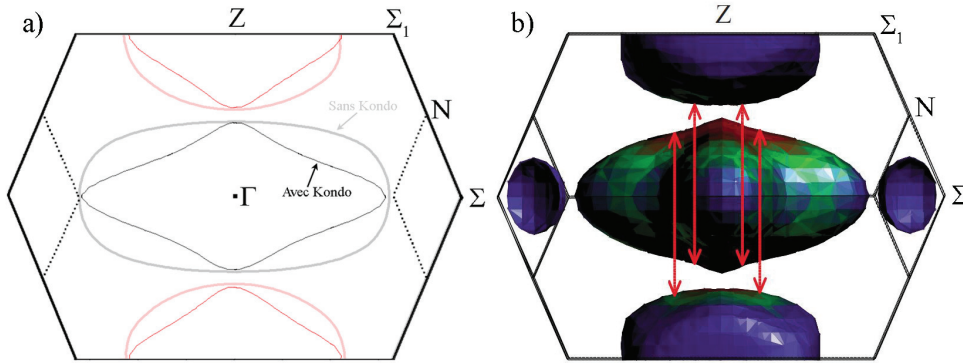 a)
Z
Σ₁
N
Sans Kondo
Avec Kondo
Γ
Σ
b)
Z
Σ₁
N
Σ